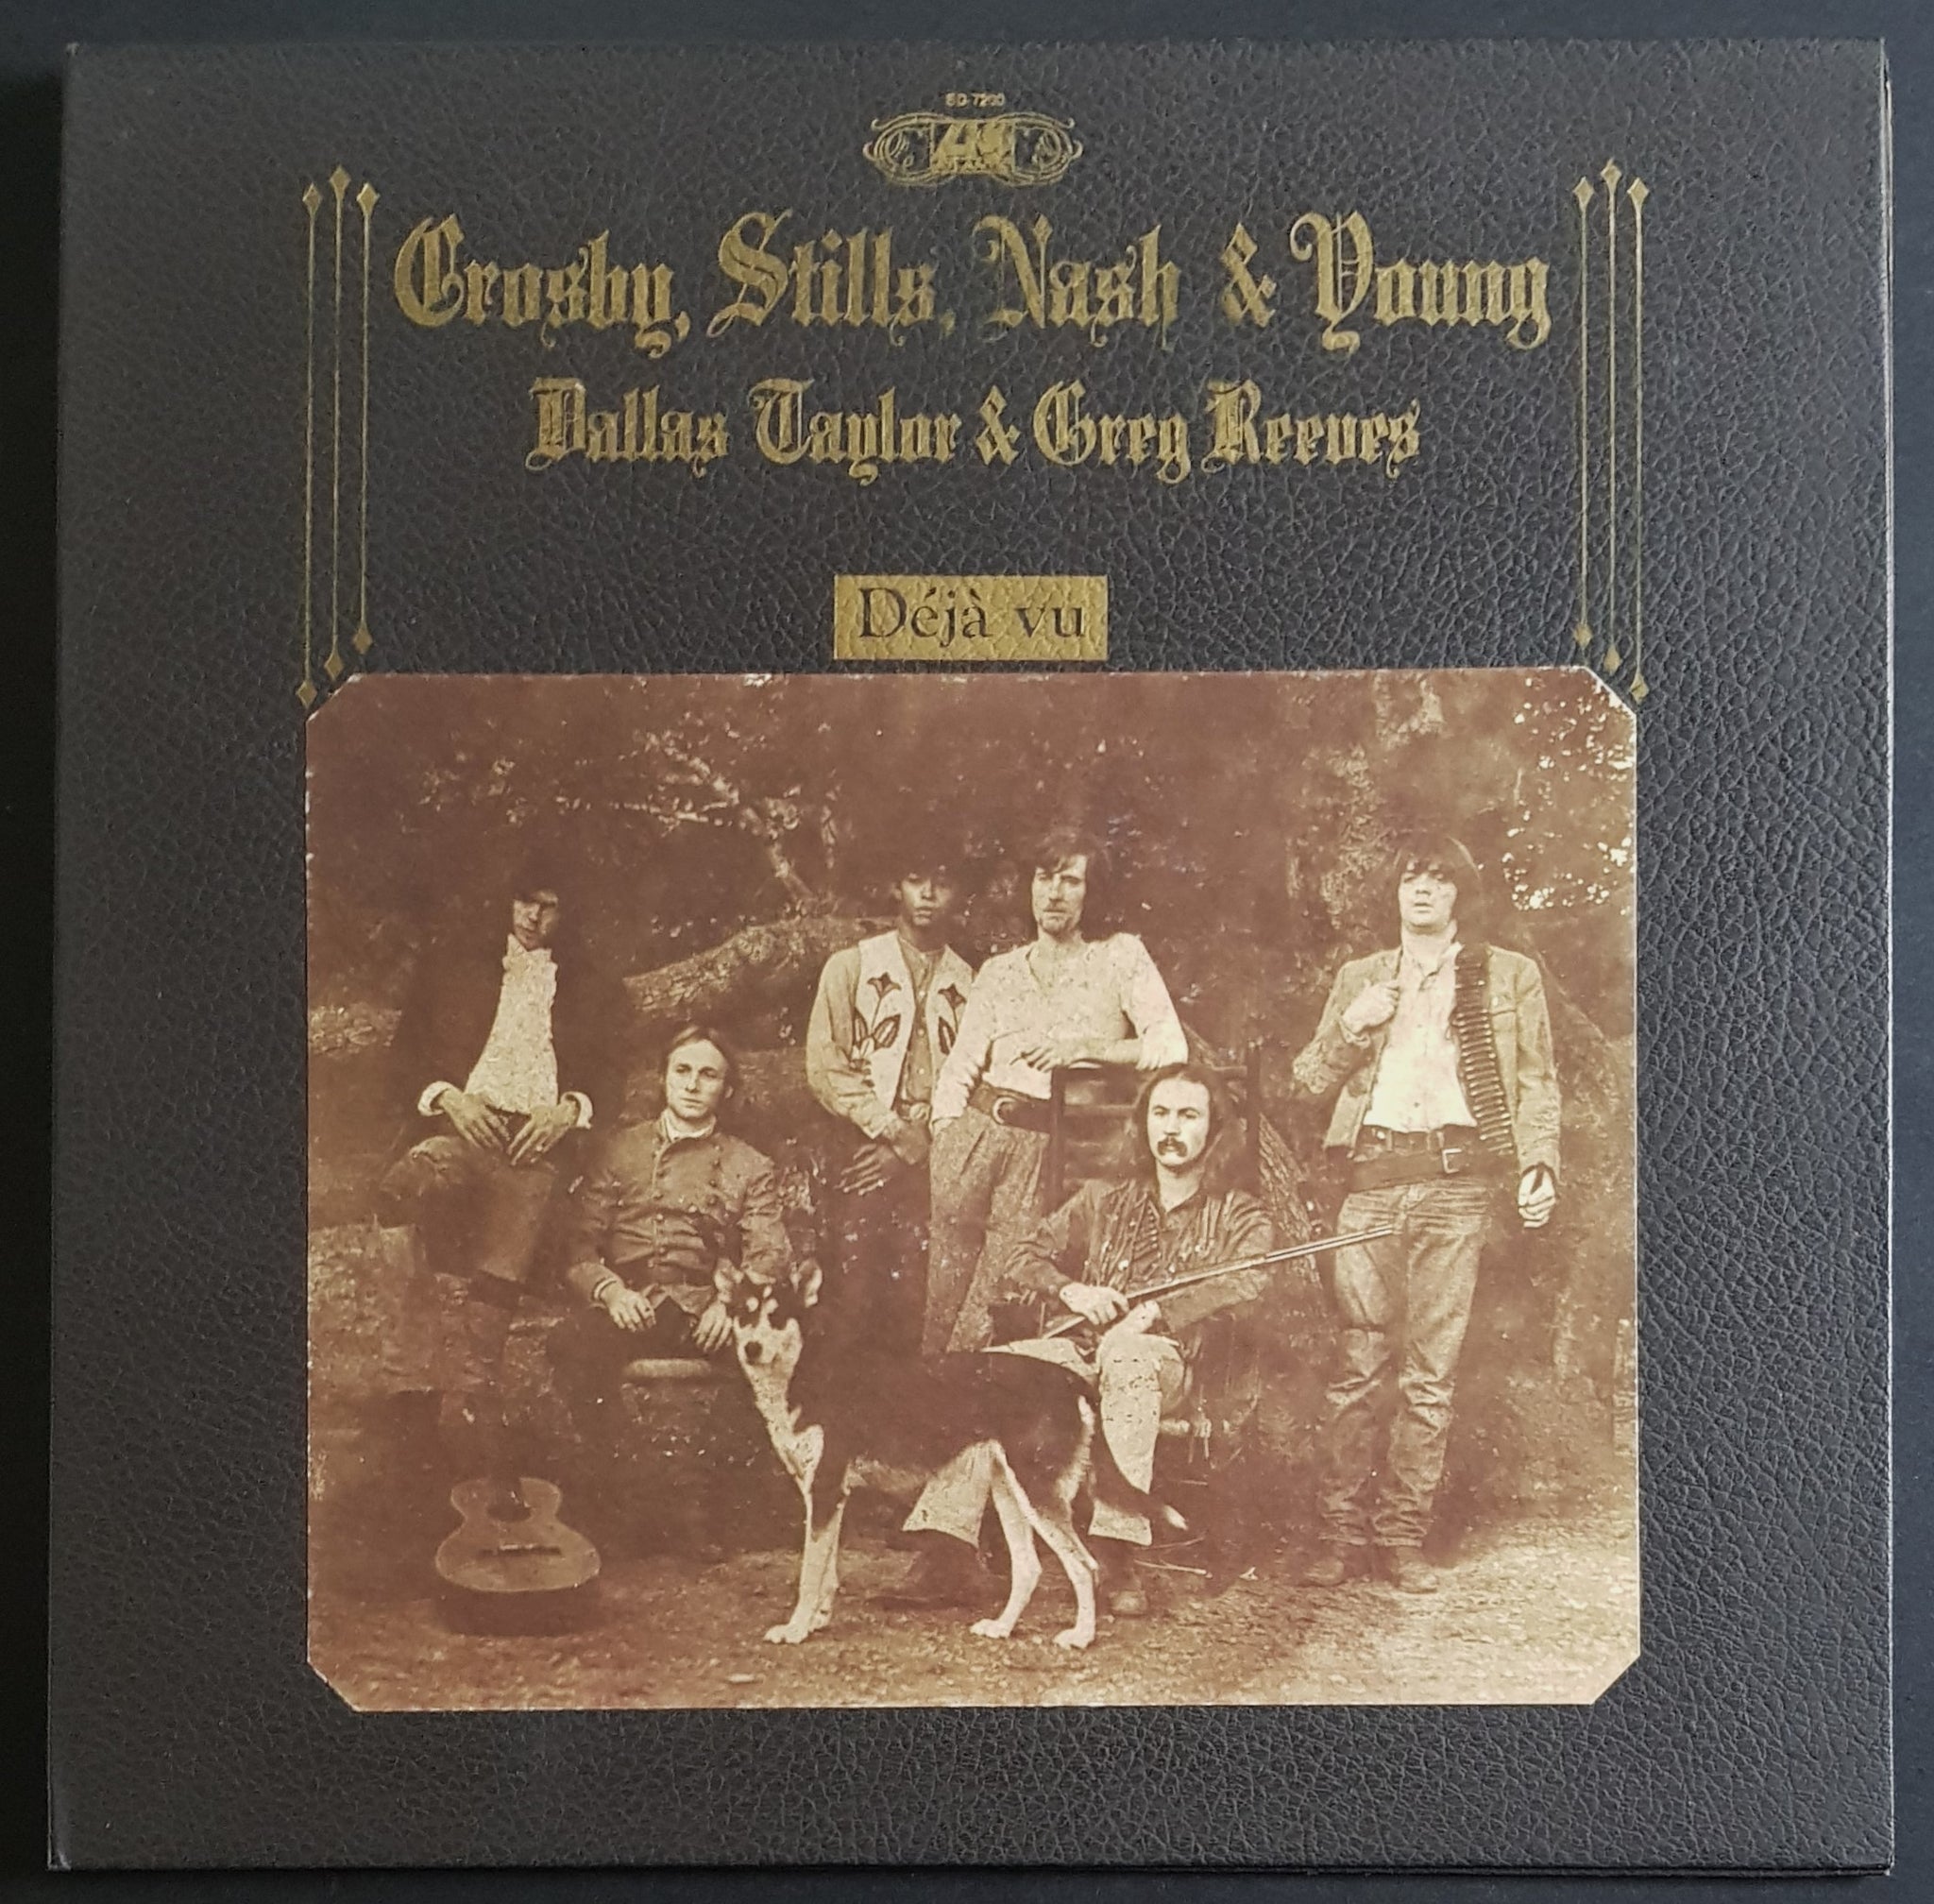 SD 7200
Crosby, Stills, Nash & Young
Dallas Taylor & Greg Reeves
Déjà vu